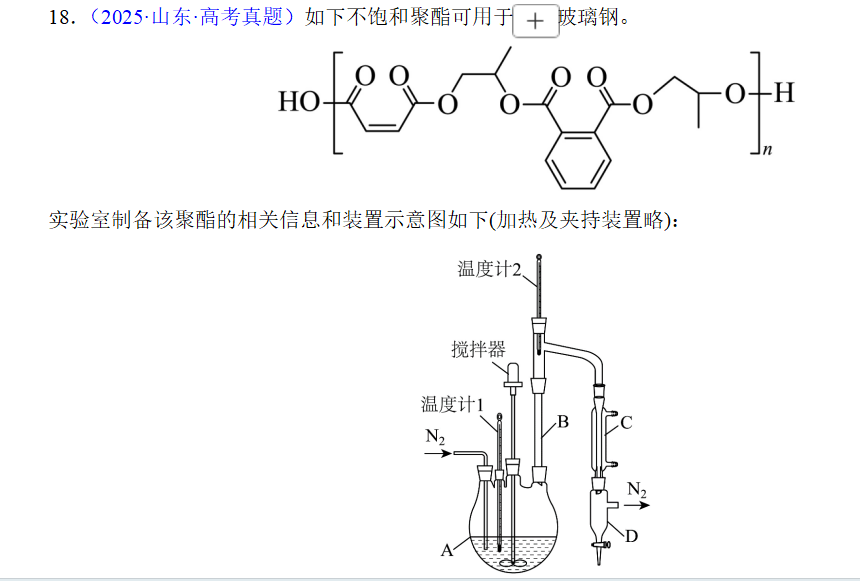 18.（2025·山东·高考真题）如下不饱和聚酯可用于 + 玻璃钢。
O O O O
HO O O O O H
n
实验室制备该聚酯的相关信息和装置示意图如下(加热及夹持装置略)：
温度计2
搅拌器
温度计1
B C
N2
N2
A D